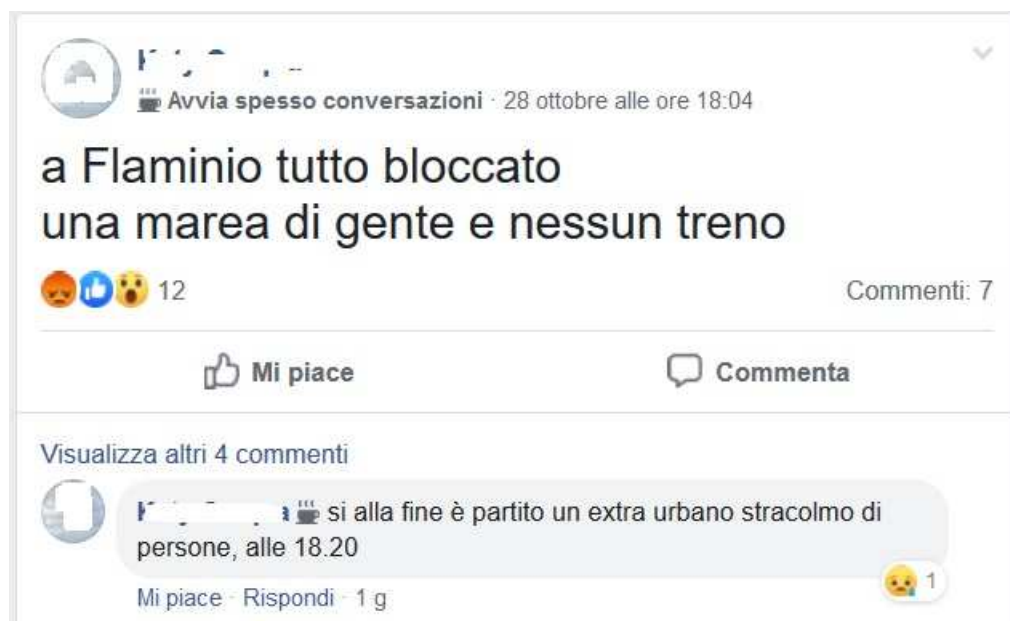 Avvia spesso conversazioni · 28 ottobre alle ore 18:04
a Flaminio tutto bloccato
una marea di gente e nessun treno
12
Commenti: 7
Mi piace
Commenta
Visualizza altri 4 commenti
si alla fine è partito un extra urbano stracolmo di
persone, alle 18.20
1
Mi piace · Rispondi · 1 g